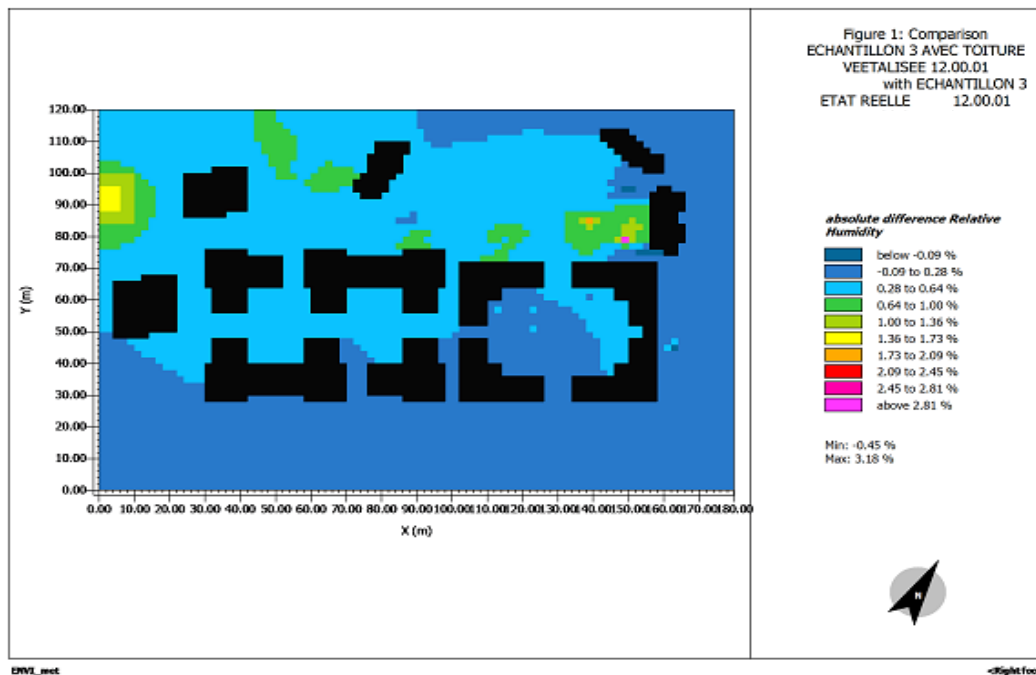 Figure 1: Comparison
ECHANTILLON 3 AVEC TOITURE
VEETALISEE 12.00.01
with ECHANTILLON 3
ETAT REELLE 12.00.01
120.00
110.00
100.00
90.00
80.00
70.00
60.00
50.00
40.00
30.00
20.00
10.00
0.00
Y (m)
0.00 10.00 20.00 30.00 40.00 50.00 60.00 70.00 80.00 90.00 100.00 110.00 120.00 130.00 140.00 150.00 160.00 170.00 180.00
X (m)
absolute difference Relative
Humidity
below -0.09 %
-0.09 to 0.28 %
0.28 to 0.64 %
0.64 to 1.00 %
1.00 to 1.36 %
1.36 to 1.73 %
1.73 to 2.09 %
2.09 to 2.45 %
2.45 to 2.81 %
above 2.81 %
Min: -0.45 %
Max: 3.18 %
N
ENVI_met
<Right foo